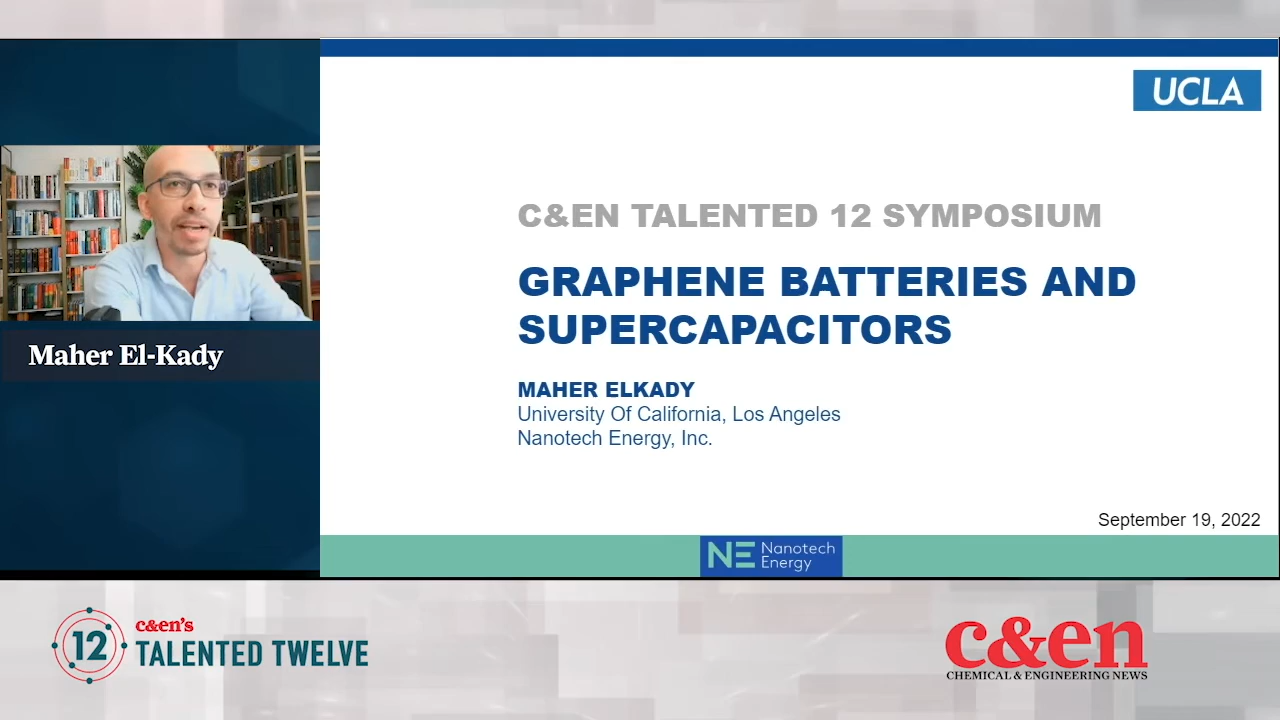 UCLA
C&EN TALENTED 12 SYMPOSIUM
GRAPHENE BATTERIES AND
SUPERCAPACITORS
MAHER ELKADY
University Of California, Los Angeles
Nanotech Energy, Inc.
September 19, 2022
NE Nanotech
Energy
Maher El-Kady
12
c&en's
TALENTED TWELVE
c&en
CHEMICAL & ENGINEERING NEWS